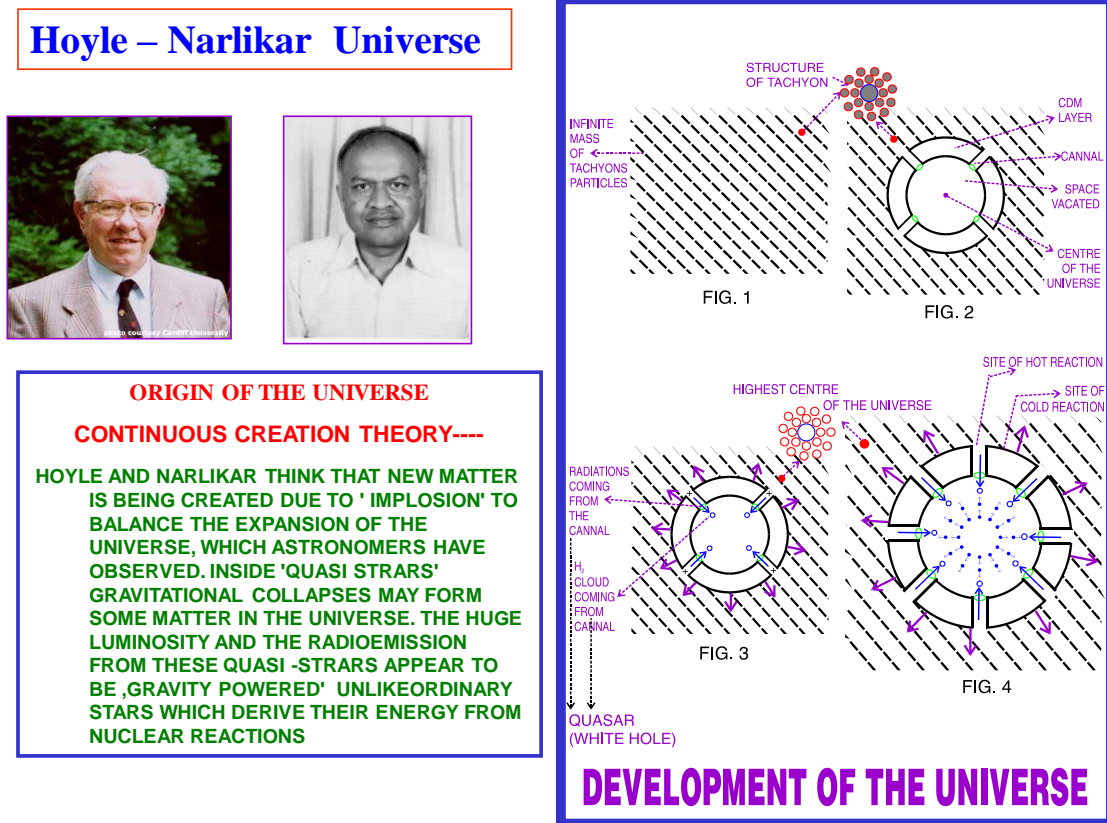 Hoyle – Narlikar  Universe
photo courtesy Cardiff University
ORIGIN OF THE UNIVERSE
CONTINUOUS CREATION THEORY----
HOYLE AND NARLIKAR THINK THAT NEW MATTER
IS BEING CREATED DUE TO ' IMPLOSION' TO
BALANCE THE EXPANSION OF THE
UNIVERSE, WHICH ASTRONOMERS HAVE
OBSERVED. INSIDE 'QUASI STRARS'
GRAVITATIONAL COLLAPSES MAY FORM
SOME MATTER IN THE UNIVERSE. THE HUGE
LUMINOSITY AND THE RADIOEMISSION
FROM THESE QUASI -STRARS APPEAR TO
BE ,GRAVITY POWERED' UNLIKEORDINARY
STARS WHICH DERIVE THEIR ENERGY FROM
NUCLEAR REACTIONS
STRUCTURE
OF TACHYON
INFINITE
MASS
OF
TACHYONS
PARTICLES
FIG. 1
CDM
LAYER
CANNAL
SPACE
VACATED
CENTRE
OF THE
UNIVERSE
FIG. 2
HIGHEST CENTRE
OF THE UNIVERSE
RADIATIONS
COMING
FROM
THE
CANNAL
H,
CLOUD
COMING
FROM
CANNAL
FIG. 3
QUASAR
(WHITE HOLE)
SITE OF HOT REACTION
SITE OF
COLD REACTION
FIG. 4
DEVELOPMENT OF THE UNIVERSE